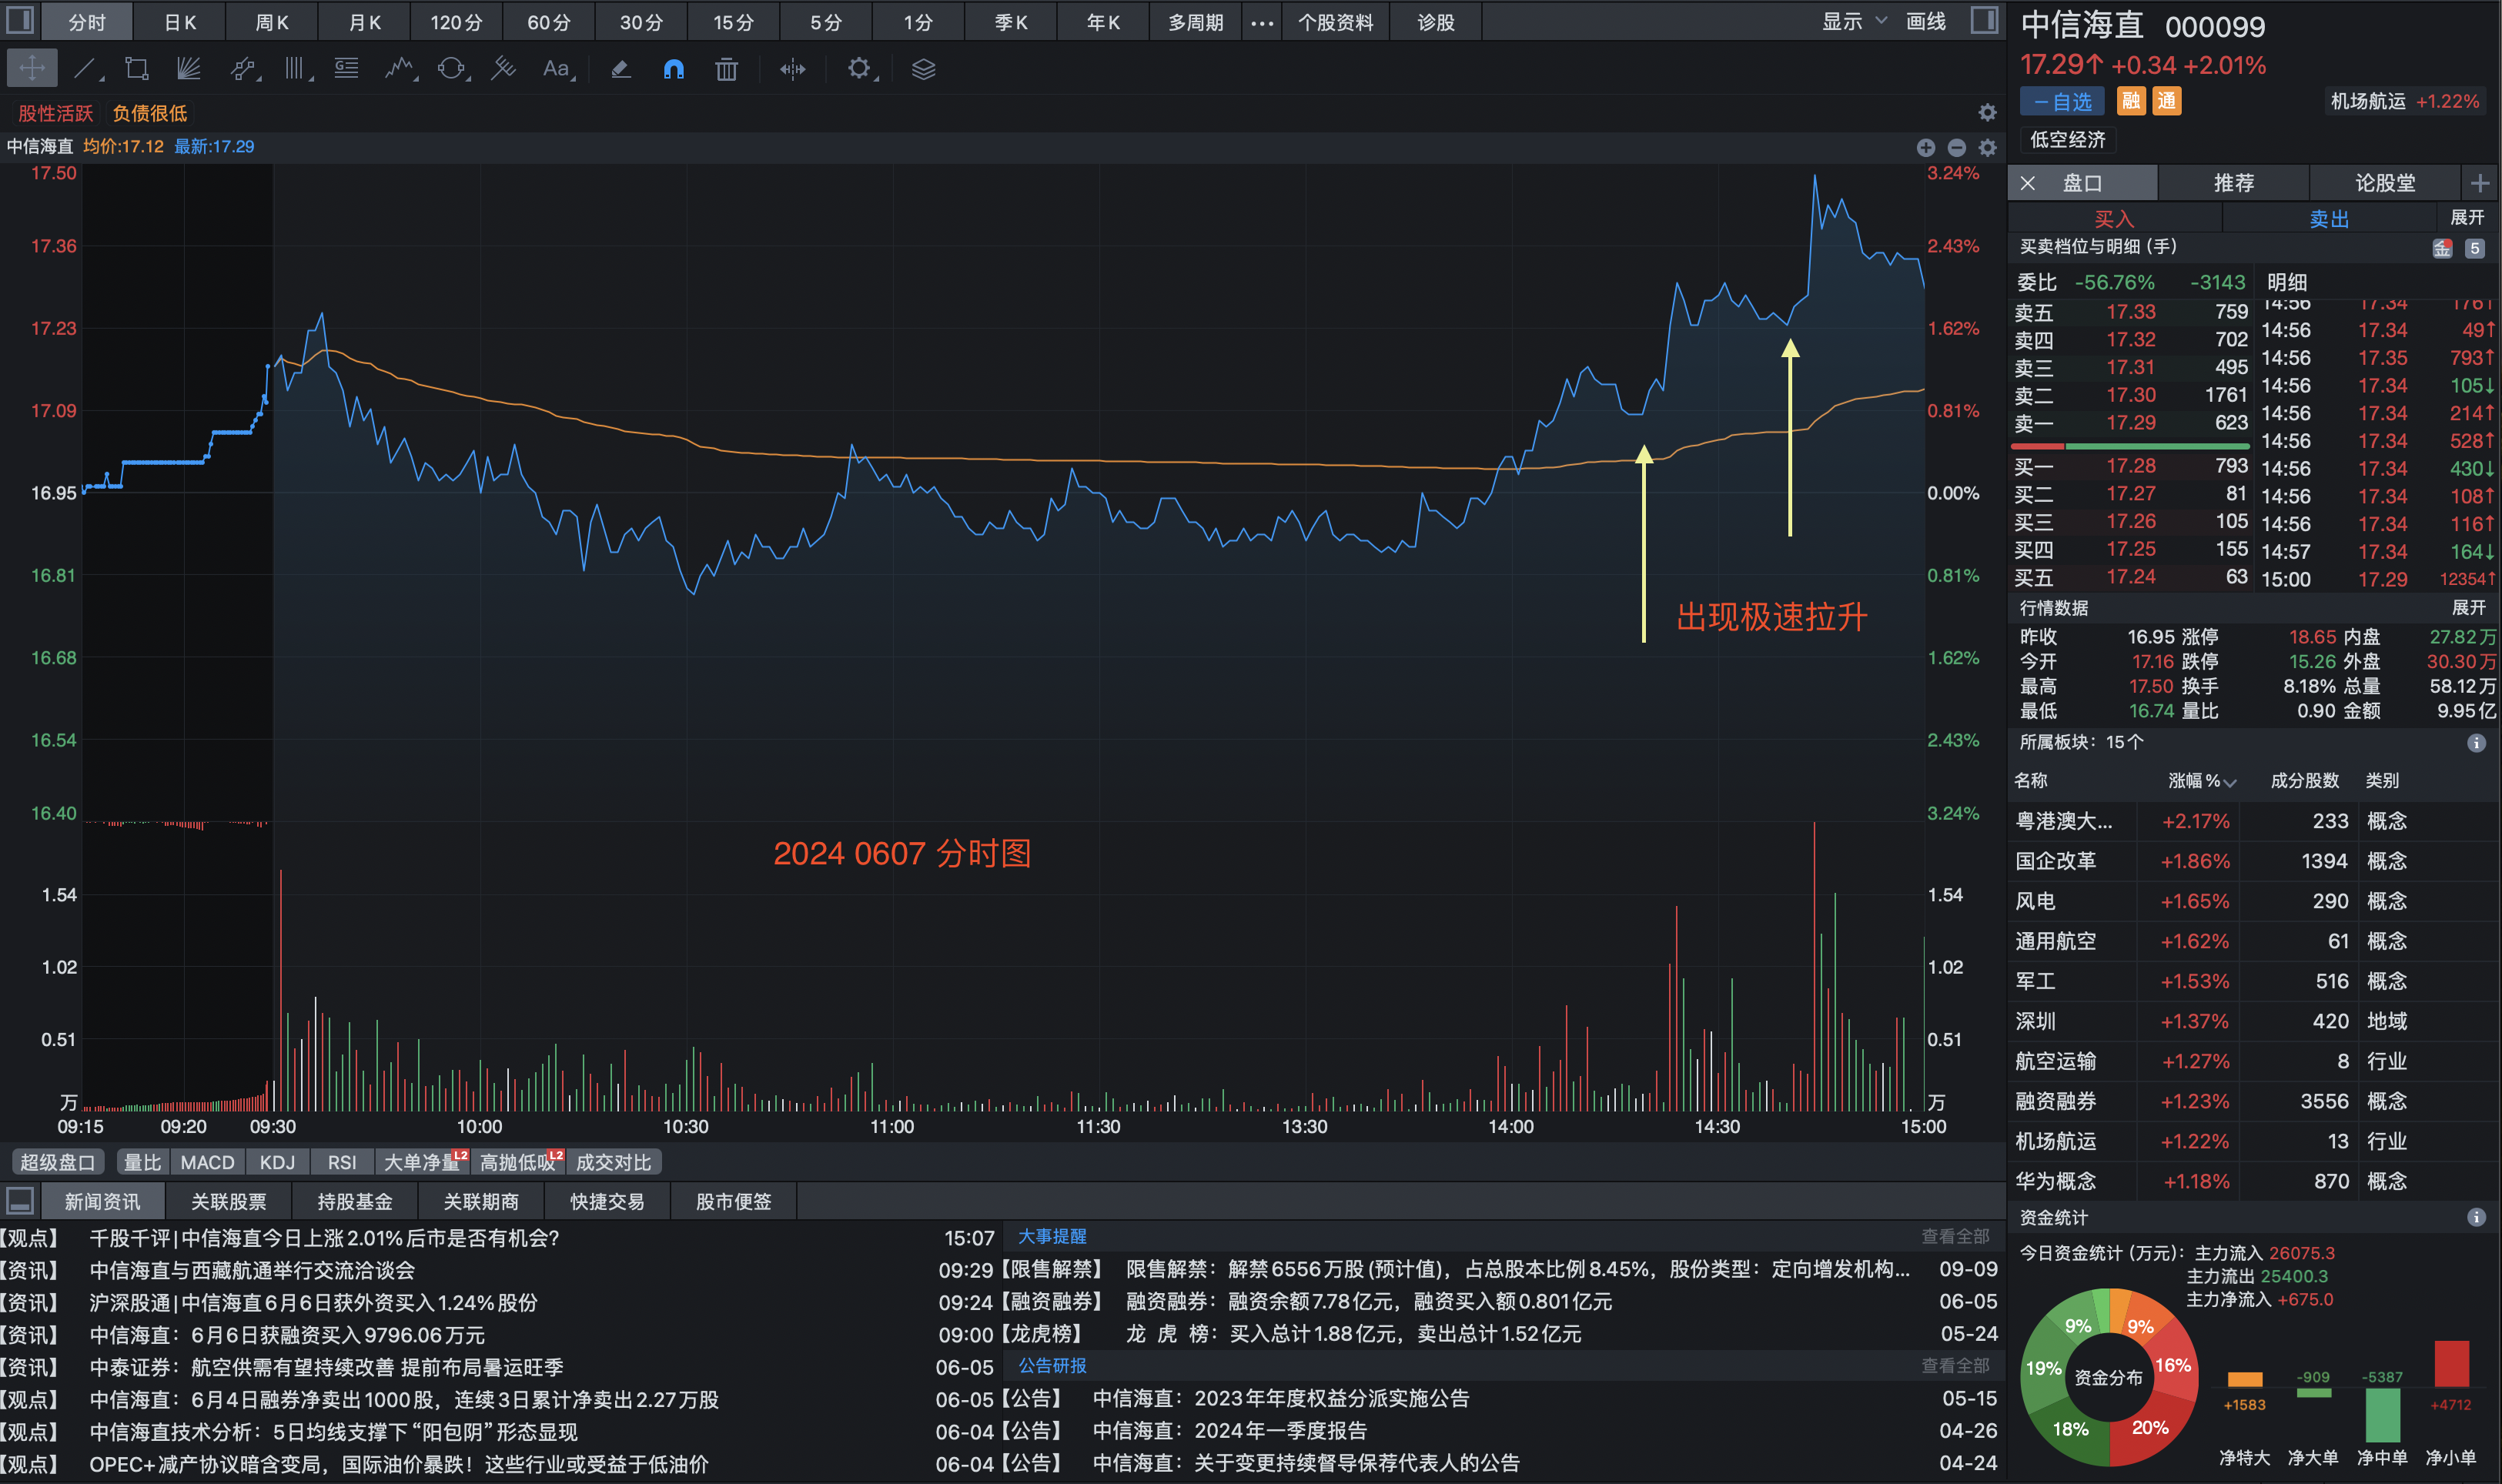 分时 日K 周K 月K 120分 60分 30分 15分 5分 1分 季K 年K 多周期 ••• 个股资料 诊股 显示 画线
Aa
股性活跃 负债很低
中信海直 均价:17.12 最新:17.29
17.50 3.24%
17.36 2.43%
17.23 1.62%
17.09 0.81%
16.95 0.00%
16.81 0.81%
16.68 1.62%
16.54 2.43%
16.40 3.24%
出现极速拉升
2024 0607 分时图
1.54 1.54
1.02 1.02
0.51 0.51
万 万
09:15 09:20 09:30 10:00 10:30 11:00 11:30 13:30 14:00 14:30 15:00
超级盘口 量比 MACD KDJ RSI 大单净量 L2 高抛低吸 L2 成交对比
新闻资讯 关联股票 持股基金 关联期商 快捷交易 股市便签
【观点】 千股千评|中信海直今日上涨2.01%后市是否有机会? 15:07
【资讯】 中信海直与西藏航通举行交流洽谈会 09:29
【资讯】 沪深股通|中信海直6月6日获外资买入1.24%股份 09:24
【资讯】 中信海直：6月6日获融资买入9796.06万元 09:00
【资讯】 中泰证券：航空供需有望持续改善 提前布局暑运旺季 06-05
【观点】 中信海直：6月4日融券净卖出1000股，连续3日累计净卖出2.27万股 06-05
【观点】 中信海直技术分析：5日均线支撑下“阳包阴”形态显现 06-04
【观点】 OPEC+减产协议暗含变局，国际油价暴跌！这些行业或受益于低油价 06-04
大事提醒 查看全部
【限售解禁】 限售解禁：解禁6556万股(预计值)，占总股本比例8.45%，股份类型：定向增发机构... 09-09
【融资融券】 融资融券：融资余额7.78亿元，融资买入额0.801亿元 06-05
【龙虎榜】 龙 虎 榜：买入总计1.88亿元，卖出总计1.52亿元 05-24
公告研报 查看全部
【公告】 中信海直：2023年年度权益分派实施公告 05-15
【公告】 中信海直：2024年一季度报告 04-26
【公告】 中信海直：关于变更持续督导保荐代表人的公告 04-24
中信海直 000099
17.29↑ +0.34 +2.01%
一自选 融 通 机场航运 +1.22%
低空经济
盘口 推荐 论股堂
买入 卖出 展开
买卖档位与明细(手) 金 5
委比 -56.76% -3143 明细
卖五 17.33 759
卖四 17.32 702
卖三 17.31 495
卖二 17.30 1761
卖一 17.29 623
买一 17.28 793
买二 17.27 81
买三 17.26 105
买四 17.25 155
买五 17.24 63
14:56 17.34 1761↑
14:56 17.34 49↑
14:56 17.35 793↑
14:56 17.34 105↓
14:56 17.34 214↑
14:56 17.34 528↑
14:56 17.34 430↓
14:56 17.34 108↑
14:56 17.34 116↑
14:57 17.34 164↓
15:00 17.29 12354↑
行情数据 展开
昨收 16.95 涨停 18.65 内盘 27.82万
今开 17.16 跌停 15.26 外盘 30.30万
最高 17.50 换手 8.18% 总量 58.12万
最低 16.74 量比 0.90 金额 9.95亿
所属板块：15个
名称 涨幅% 成分股数 类别
粤港澳大... +2.17% 233 概念
国企改革 +1.86% 1394 概念
风电 +1.65% 290 概念
通用航空 +1.62% 61 概念
军工 +1.53% 516 概念
深圳 +1.37% 420 地域
航空运输 +1.27% 8 行业
融资融券 +1.23% 3556 概念
机场航运 +1.22% 13 行业
华为概念 +1.18% 870 概念
资金统计
今日资金统计(万元)：主力流入 26075.3
主力流出 25400.3
主力净流入 +675.0
9% 9%
19% 16%
资金分布
18% 20%
+1583 -909 -5387 +4712
净特大 净大单 净中单 净小单